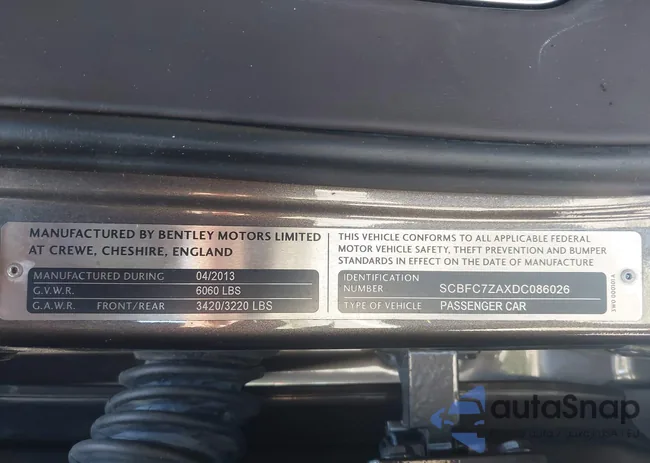 MANUFACTURED BY BENTLEY MOTORS LIMITED
AT CREWE, CHESHIRE, ENGLAND
MANUFACTURED DURING 04/2013
G.V.W.R. 6060 LBS
G.A.W.R. FRONT/REAR 3420/3220 LBS
THIS VEHICLE CONFORMS TO ALL APPLICABLE FEDERAL
MOTOR VEHICLE SAFETY, THEFT PREVENTION AND BUMPER
STANDARDS IN EFFECT ON THE DATE OF MANUFACTURE
IDENTIFICATION
NUMBER SCBFC7ZAXDC086026
TYPE OF VEHICLE PASSENGER CAR
autaSnap